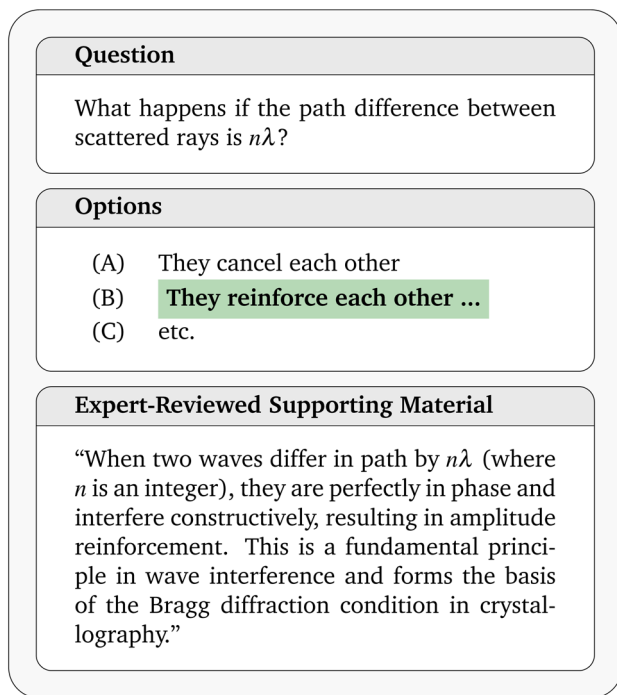 Question
What happens if the path difference between
scattered rays is nλ?
Options
(A) They cancel each other
(B) They reinforce each other ...
(C) etc.
Expert-Reviewed Supporting Material
“When two waves differ in path by nλ (where
n is an integer), they are perfectly in phase and
interfere constructively, resulting in amplitude
reinforcement. This is a fundamental princi-
ple in wave interference and forms the basis
of the Bragg diffraction condition in crystal-
lography.”